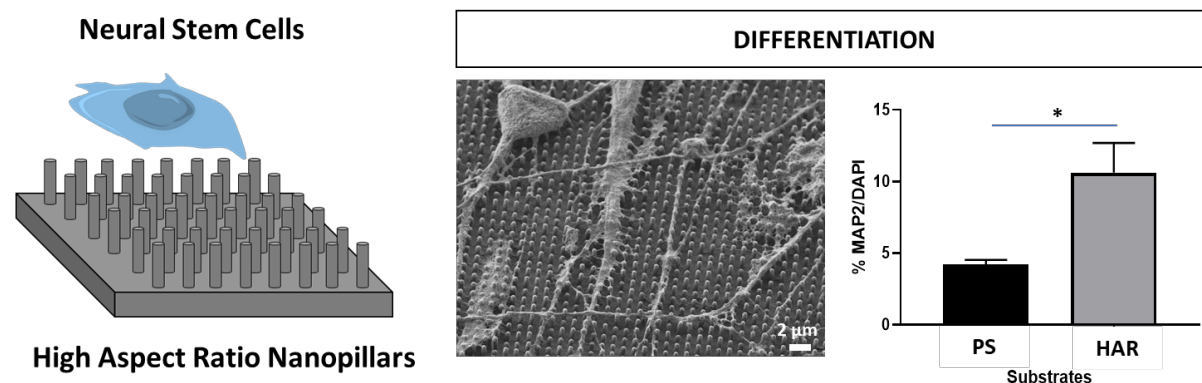 Neural Stem Cells
High Aspect Ratio Nanopillars
DIFFERENTIATION
2 µm
% MAP2/DAPI
15
10
5
0
*
PS
HAR
Substrates